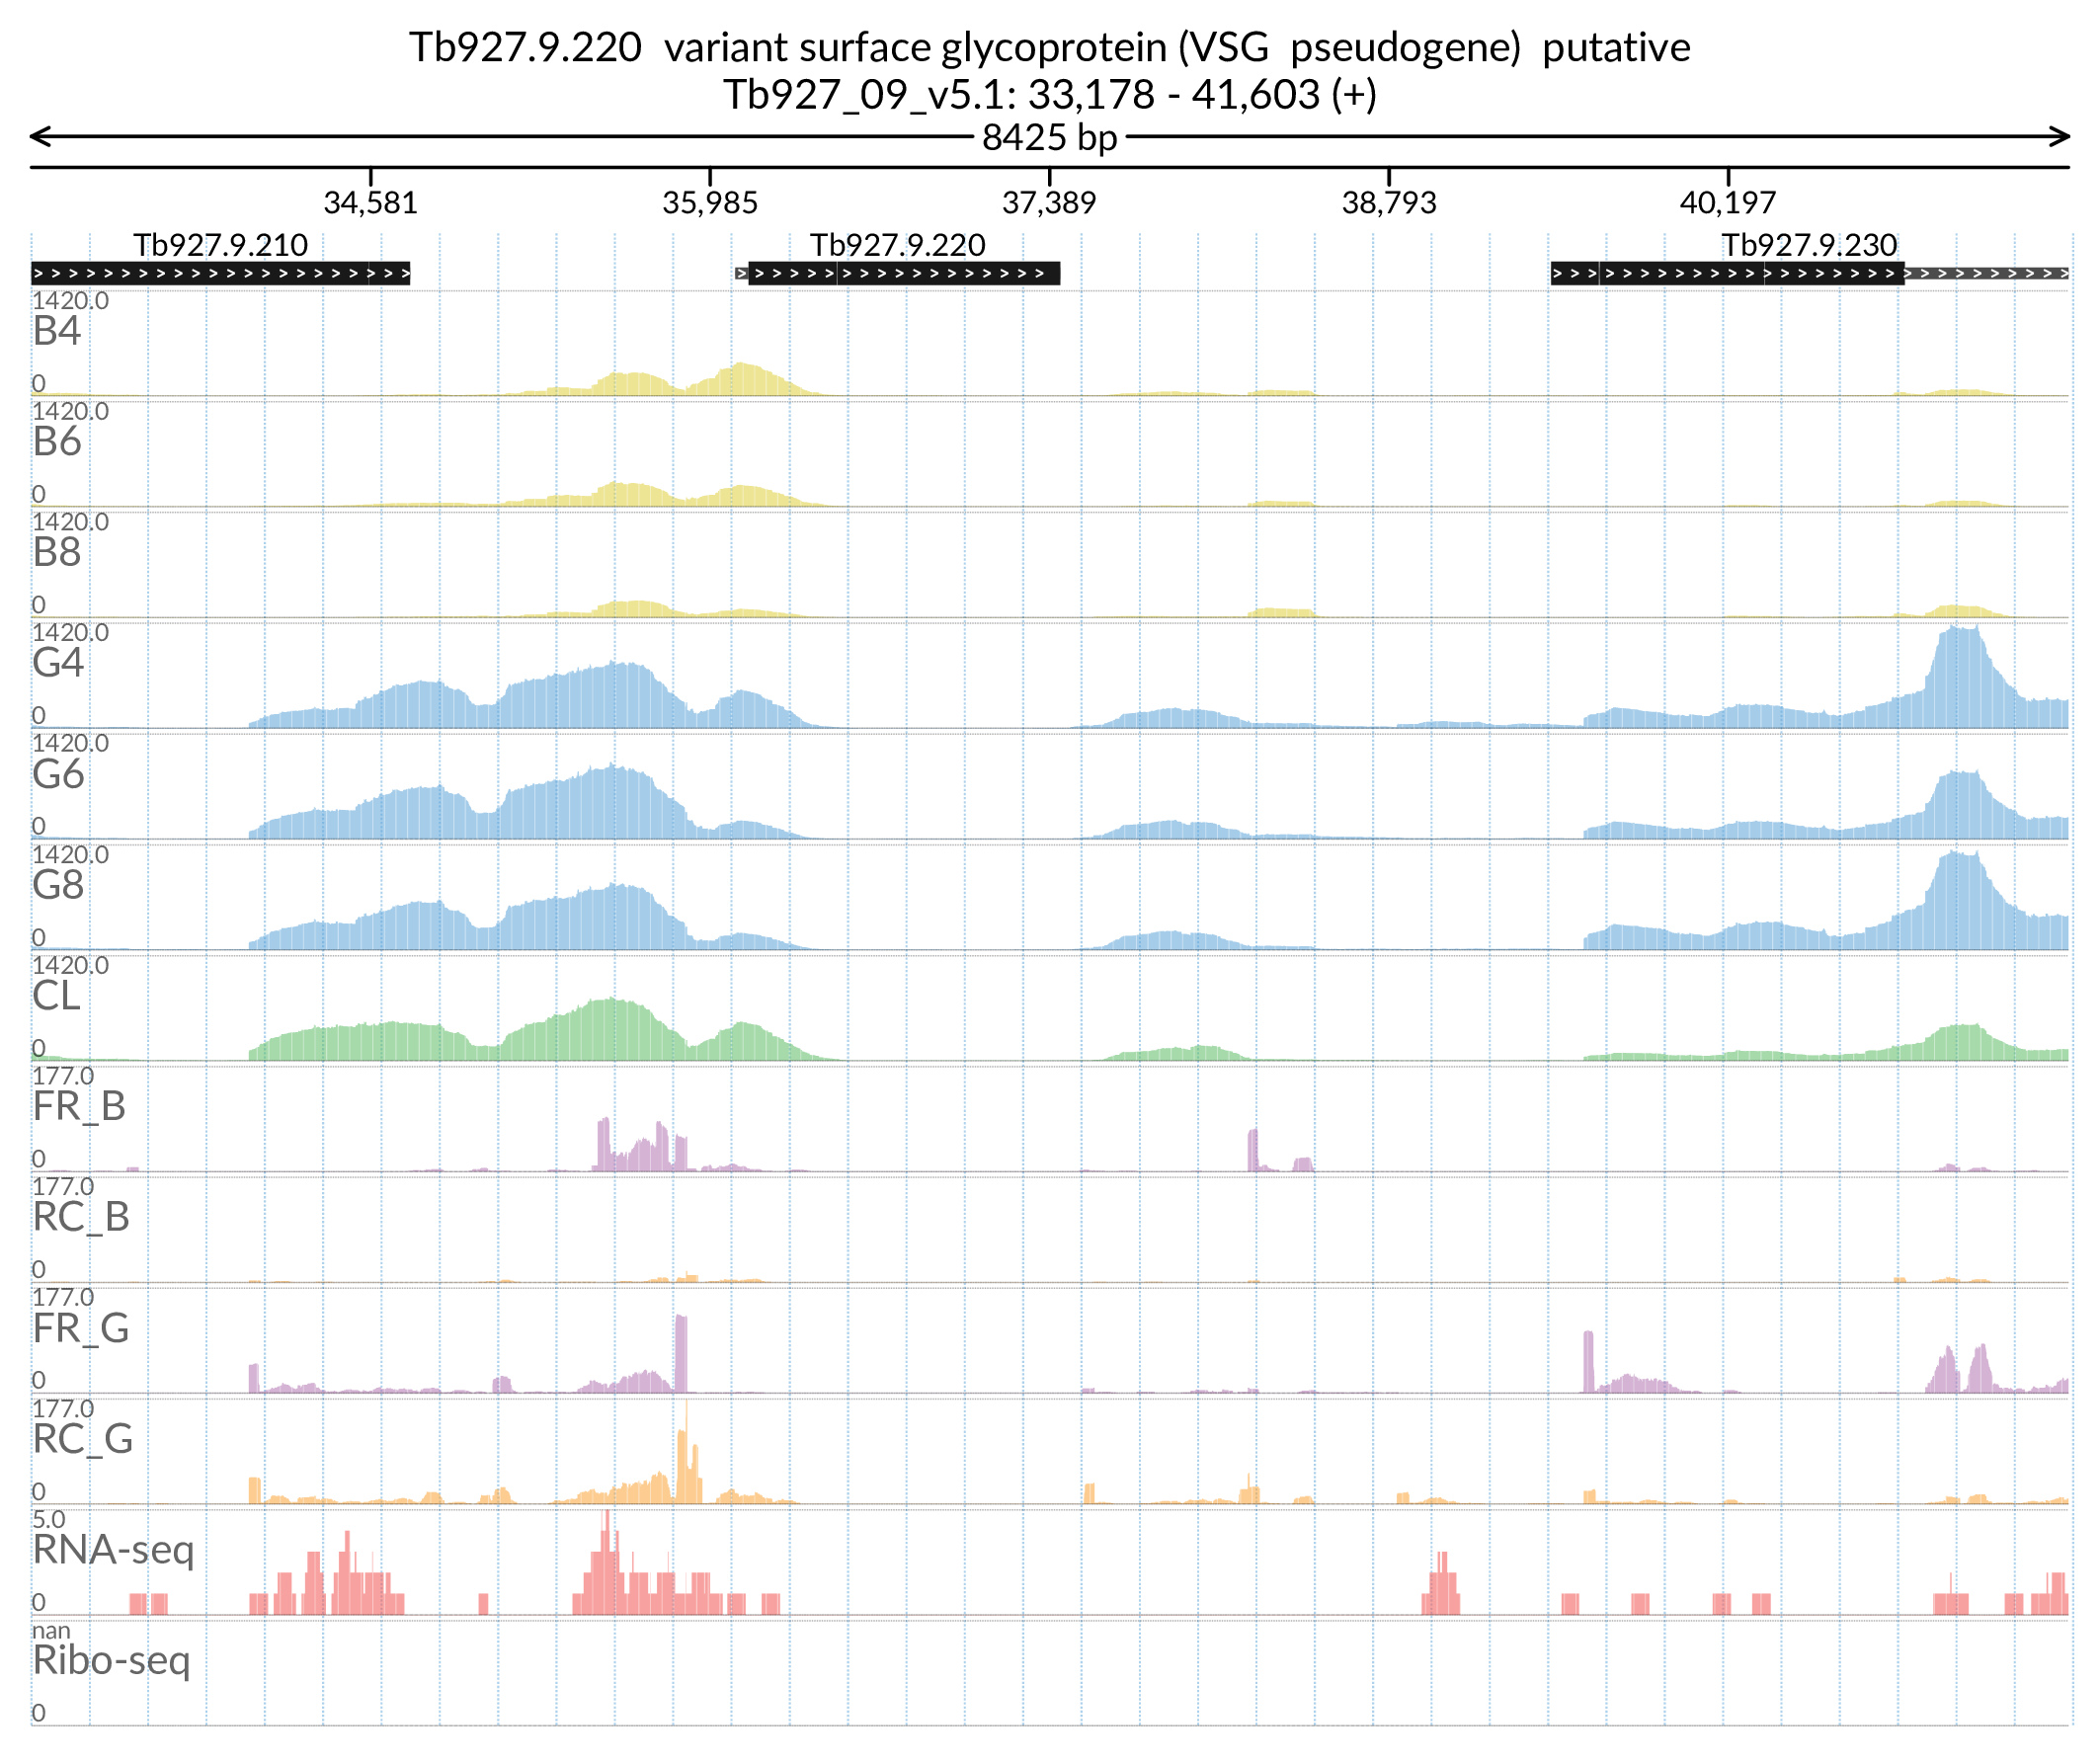 Tb927.9.220  variant surface glycoprotein (VSG  pseudogene)  putative
Tb927_09_v5.1: 33,178 - 41,603 (+)
8425 bp
34,581 35,985 37,389 38,793 40,197
Tb927.9.210 Tb927.9.220 Tb927.9.230
1420.0
B4
0
1420.0
B6
0
1420.0
B8
0
1420.0
G4
0
1420.0
G6
0
1420.0
G8
0
1420.0
CL
0
177.0
FR_B
0
177.0
RC_B
0
177.0
FR_G
0
177.0
RC_G
0
5.0
RNA-seq
0
nan
Ribo-seq
0